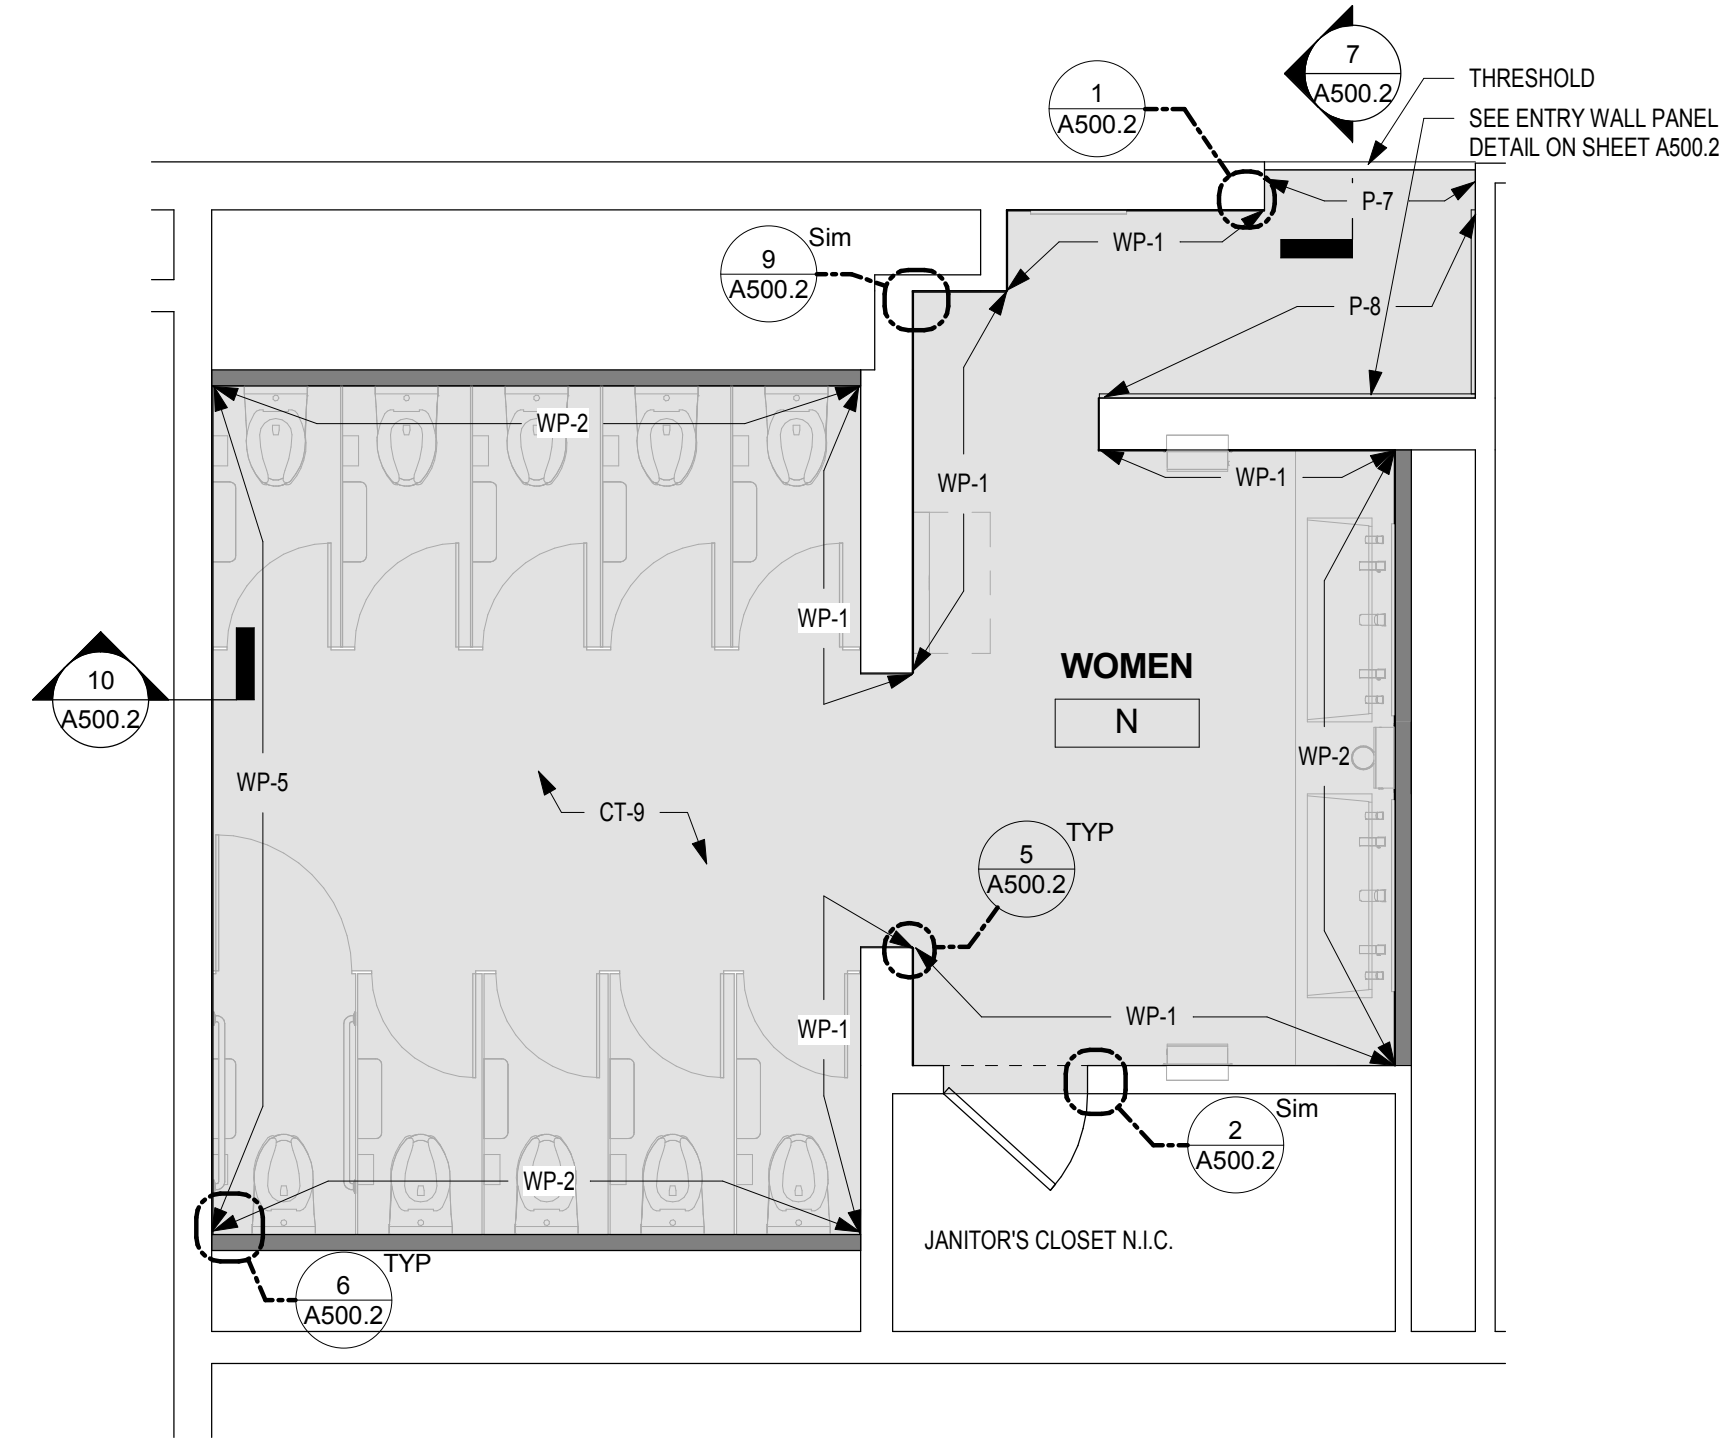 7
A500.2
THRESHOLD
1
A500.2
SEE ENTRY WALL PANEL
DETAIL ON SHEET A500.2
P-7
Sim
9
A500.2
WP-1
P-8
WP-2
WP-1
WP-1
WP-1
WOMEN
10
A500.2
N
WP-5
WP-2
CT-9
TYP
5
A500.2
WP-1
WP-1
Sim
2
A500.2
WP-2
JANITOR'S CLOSET N.I.C.
TYP
6
A500.2